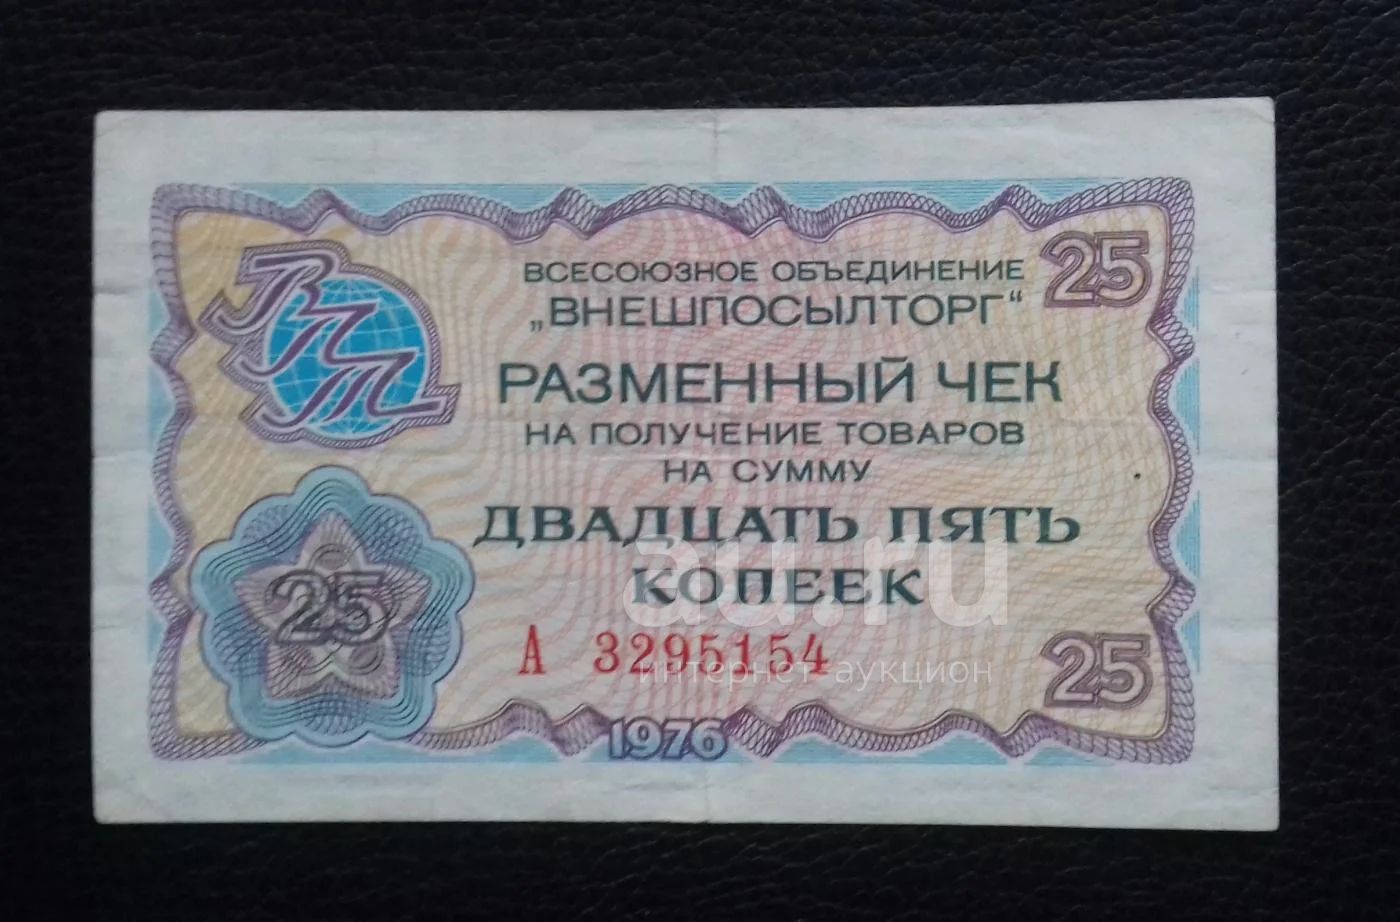 ВПТ
ВСЕСОЮЗНОЕ ОБЪЕДИНЕНИЕ
„ВНЕШПОСЫЛТОРГ“
25
РАЗМЕННЫЙ ЧЕК
НА ПОЛУЧЕНИЕ ТОВАРОВ
НА СУММУ
ДВАДЦАТЬ ПЯТЬ
КОПЕЕК
au.ru
25
А 3295154
интернет аукцион
25
1976